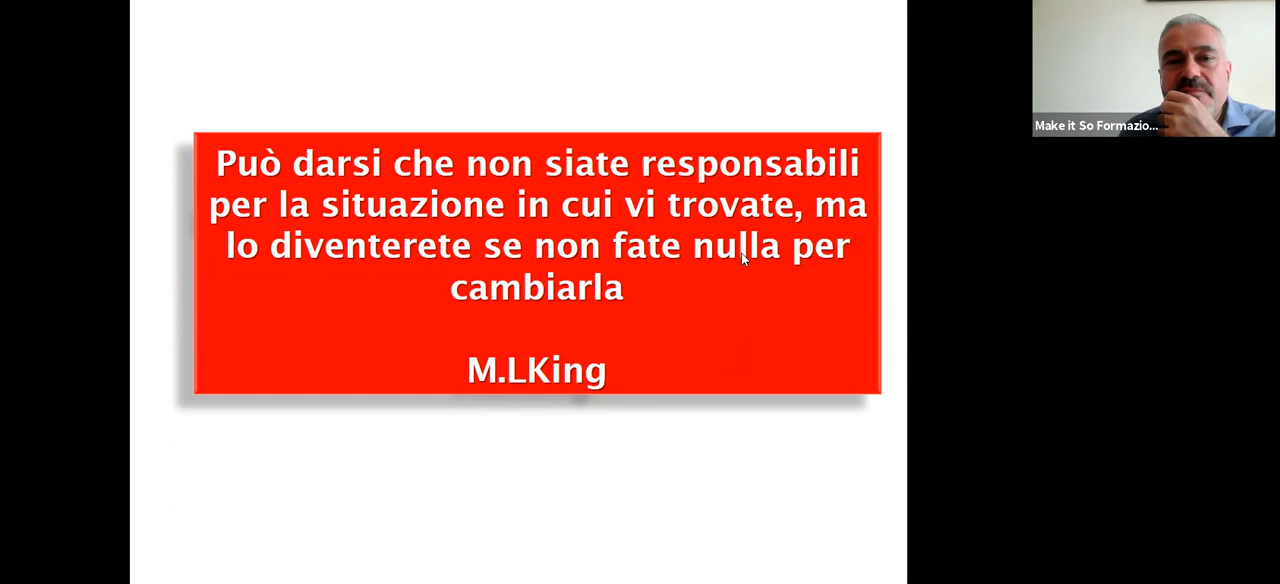 Può darsi che non siate responsabili
per la situazione in cui vi trovate, ma
lo diventerete se non fate nulla per
cambiarla
M.LKing
Make it So Formazio...